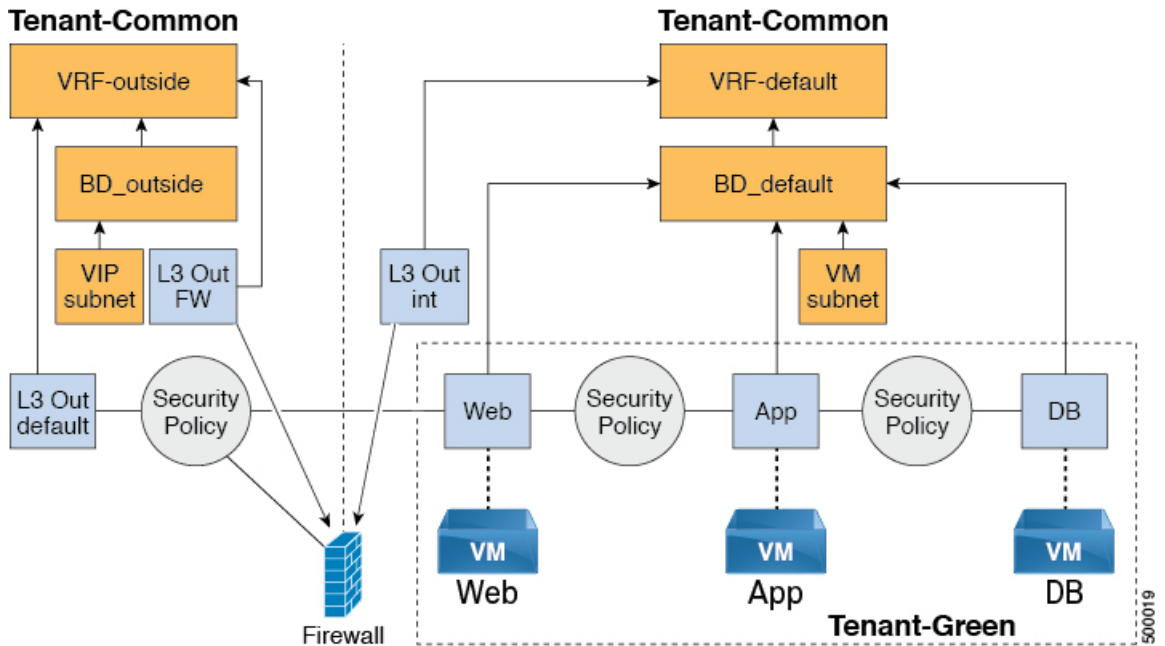 Tenant-Common
Tenant-Common
VRF-outside
VRF-default
BD_outside
BD_default
VIP
subnet
L3 Out
FW
L3 Out
int
VM
subnet
L3 Out
default
Security
Policy
Web
Security
Policy
App
Security
Policy
DB
VM
VM
VM
Web
App
DB
Firewall
Tenant-Green
500019